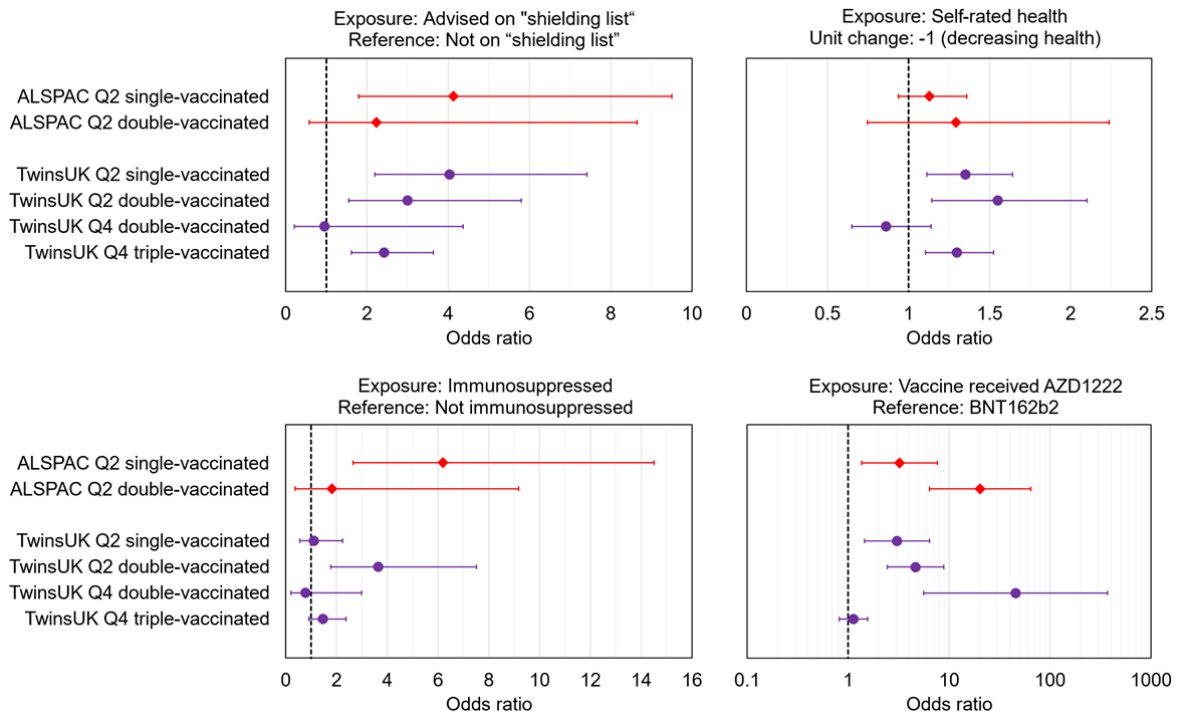 Exposure: Advised on "shielding list“
Reference: Not on “shielding list”
ALSPAC Q2 single-vaccinated
ALSPAC Q2 double-vaccinated
TwinsUK Q2 single-vaccinated
TwinsUK Q2 double-vaccinated
TwinsUK Q4 double-vaccinated
TwinsUK Q4 triple-vaccinated
0 2 4 6 8 10
Odds ratio
Exposure: Self-rated health
Unit change: -1 (decreasing health)
0 0.5 1 1.5 2 2.5
Odds ratio
Exposure: Immunosuppressed
Reference: Not immunosuppressed
ALSPAC Q2 single-vaccinated
ALSPAC Q2 double-vaccinated
TwinsUK Q2 single-vaccinated
TwinsUK Q2 double-vaccinated
TwinsUK Q4 double-vaccinated
TwinsUK Q4 triple-vaccinated
0 2 4 6 8 10 12 14 16
Odds ratio
Exposure: Vaccine received AZD1222
Reference: BNT162b2
0.1 1 10 100 1000
Odds ratio